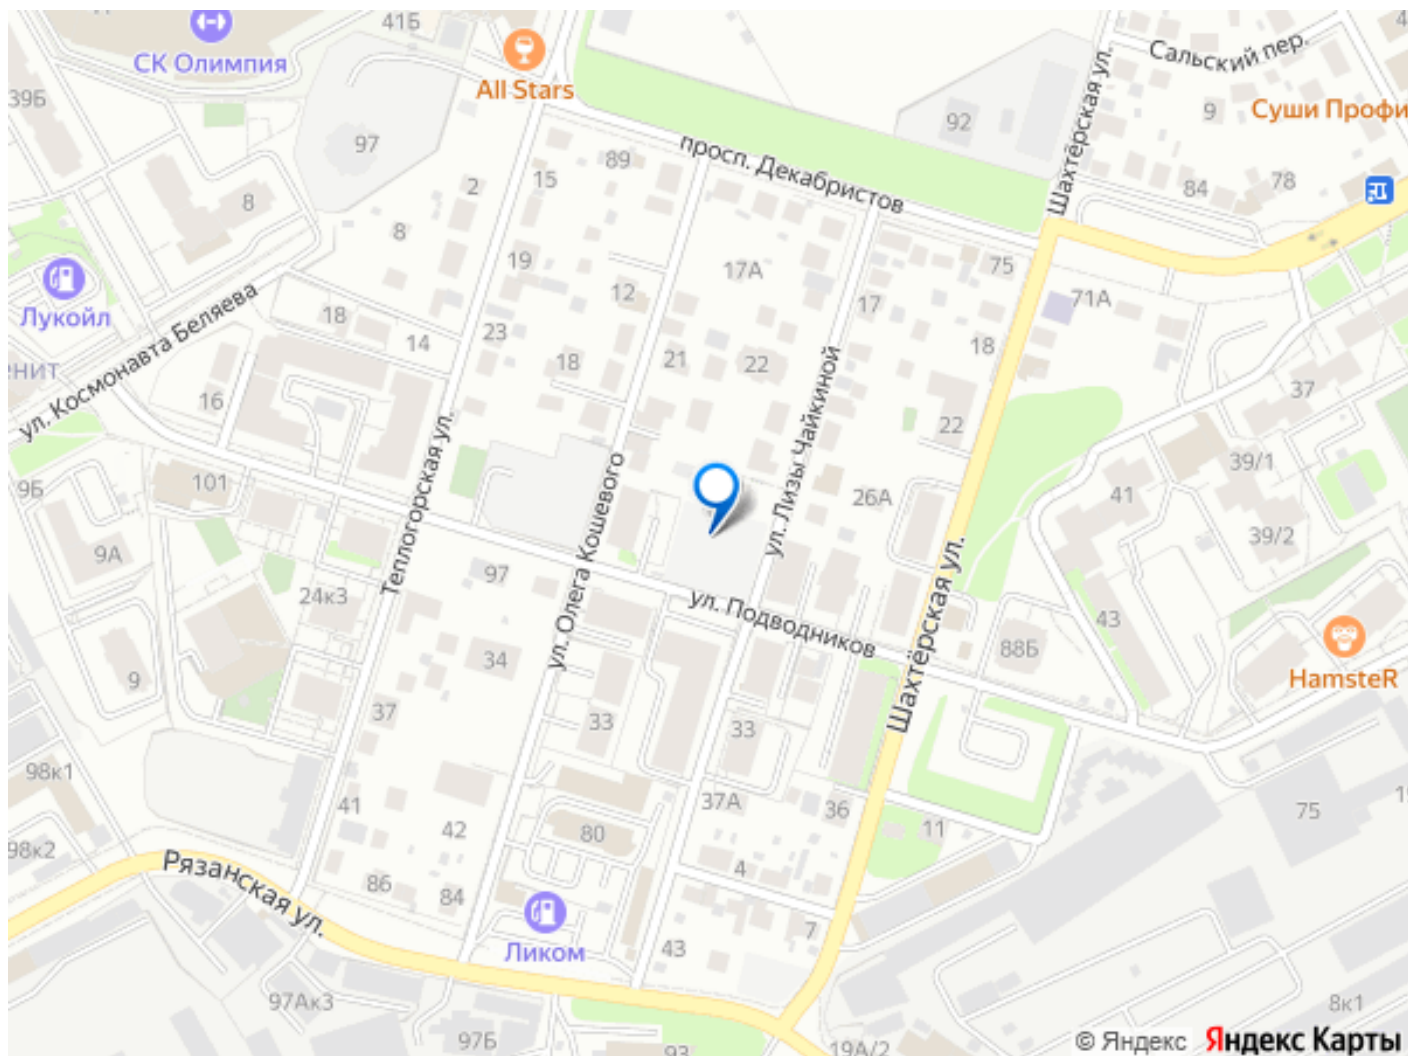 41Б
СК Олимпия
All Stars
Сальский пер.
39Б
97
92
9
Суши Профи
Шахтёрская ул.
просп. Декабристов
89
15
2
8
84
78
8
19
17А
75
12
17
71А
Лукойл
18
23
14
18
21
22
18
ул. Космонавта Беляева
16
37
22
Теплогорская ул.
ул. Лизы Чайкиной
39/1
9Б
101
26А
41
ул. Олега Кошевого
39/2
9А
97
24к3
ул. Подводников
Шахтёрская ул.
43
88Б
34
9
HamsteR
37
33
33
98к1
41
37А
36
75
11
42
80
98к2
4
Рязанская ул.
86
84
Ликом
43
7
97Ак3
8к1
97Б
93
19А/2
© Яндекс Яндекс Карты